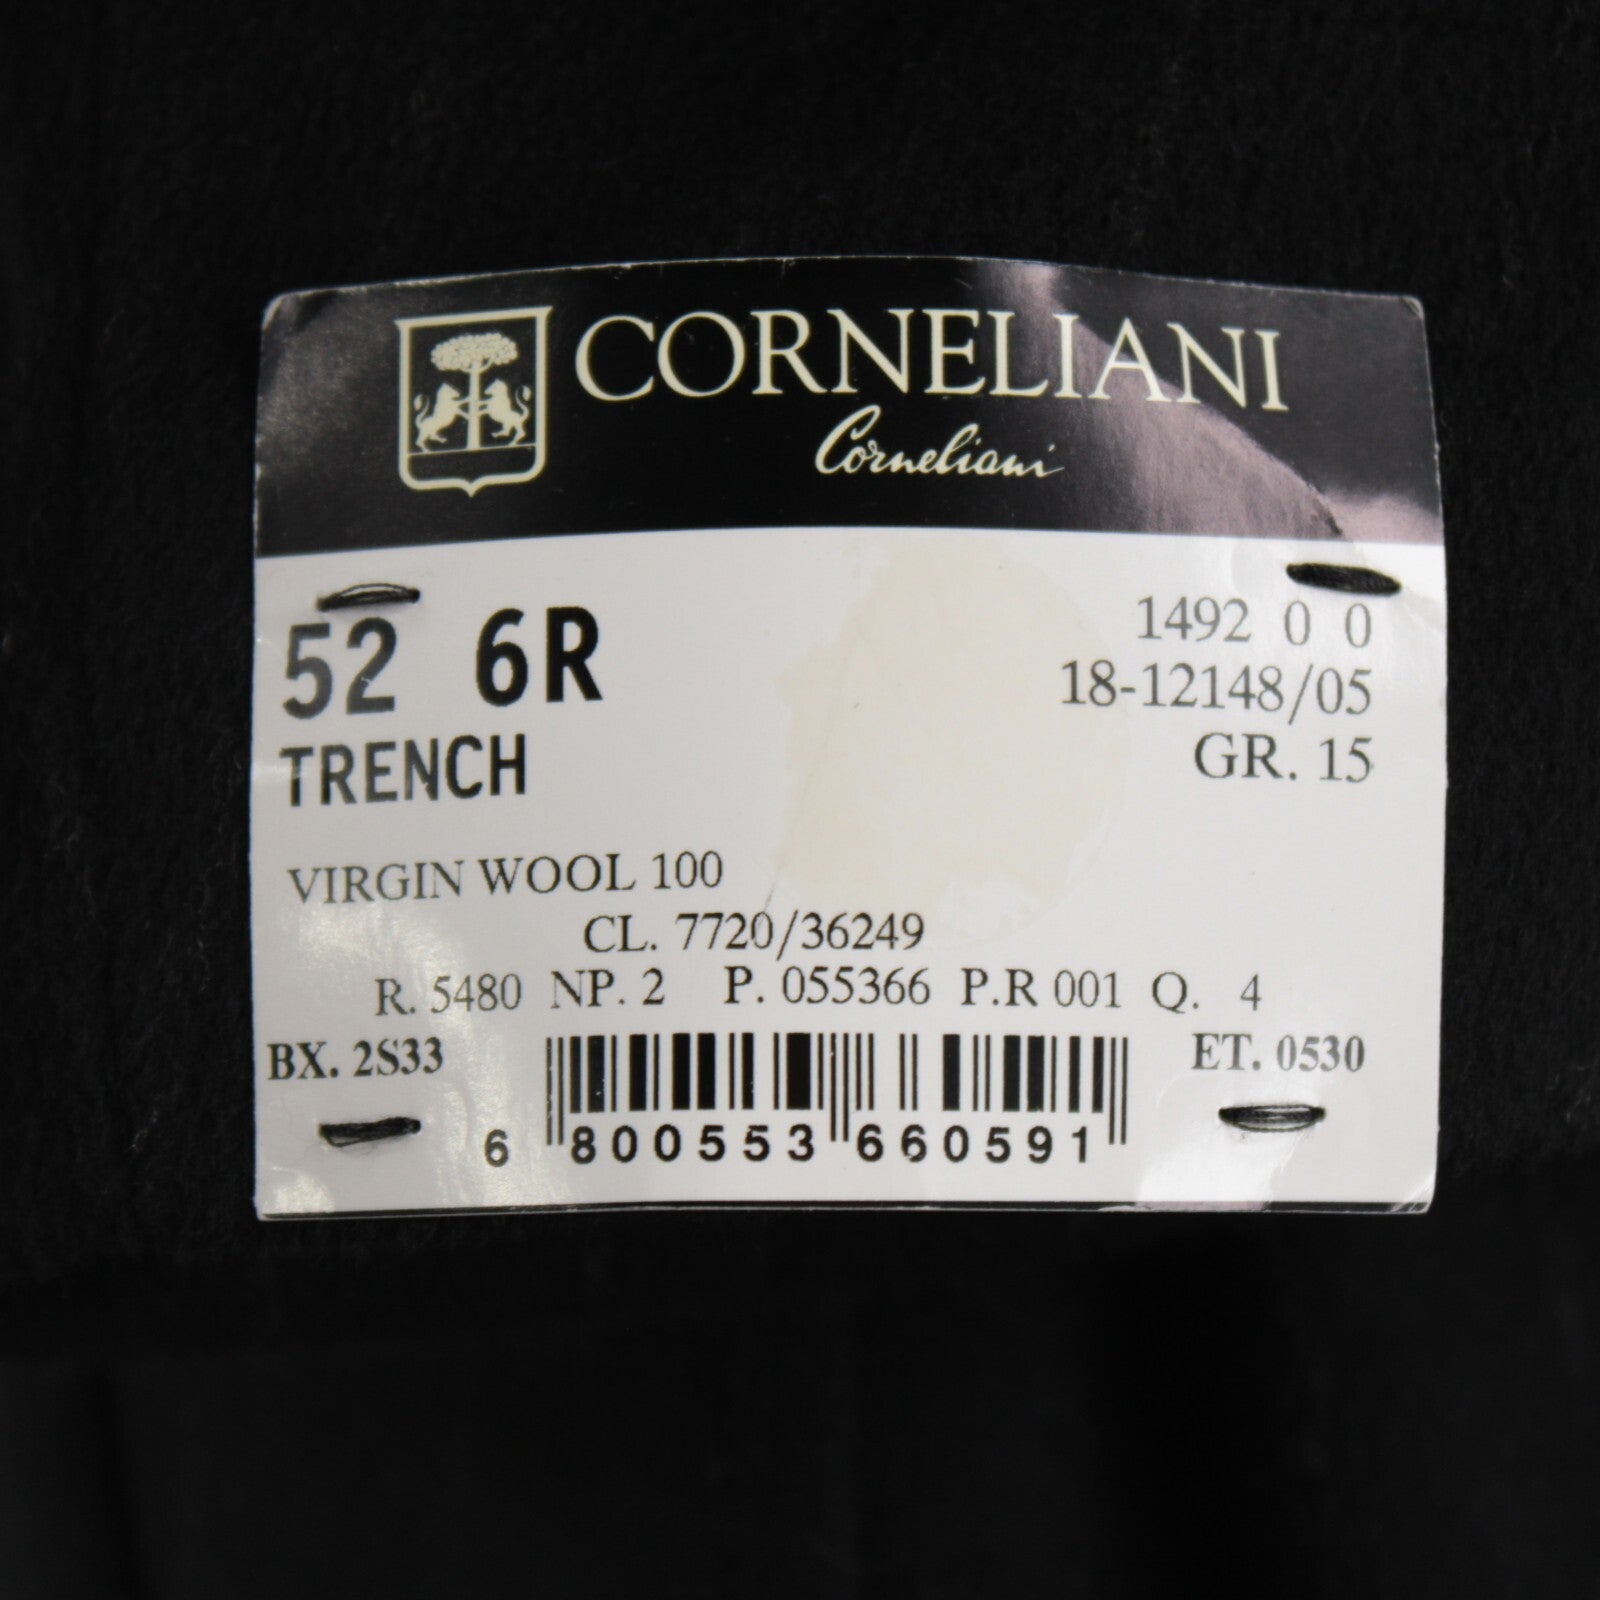 CORNELIANI
Corneliani
52 6R
1492 0 0
18-12148/05
TRENCH
GR. 15
VIRGIN WOOL 100
CL. 7720/36249
R. 5480 NP. 2 P. 055366 P.R 001 Q. 4
BX. 2S33
ET. 0530
6 800553 660591